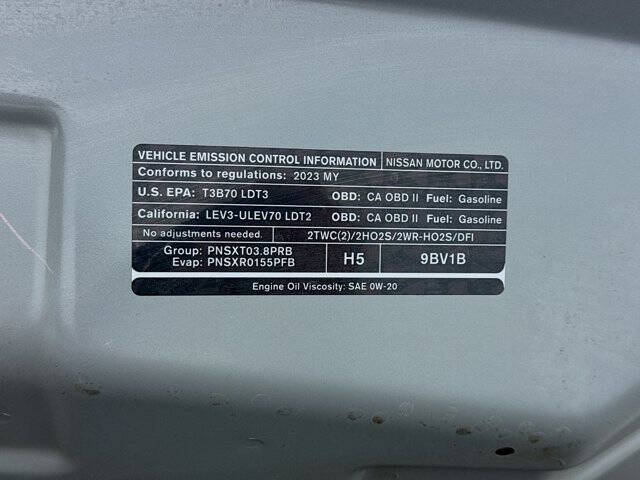 VEHICLE EMISSION CONTROL INFORMATION NISSAN MOTOR CO., LTD.
Conforms to regulations: 2023 MY
U.S. EPA: T3B70 LDT3 OBD: CA OBD II Fuel: Gasoline
California: LEV3-ULEV70 LDT2 OBD: CA OBD II Fuel: Gasoline
No adjustments needed. 2TWC(2)/2HO2S/2WR-HO2S/DFI
Group: PNSXT03.8PRB
Evap: PNSXR0155PFB H5 9BV1B
Engine Oil Viscosity: SAE 0W-20